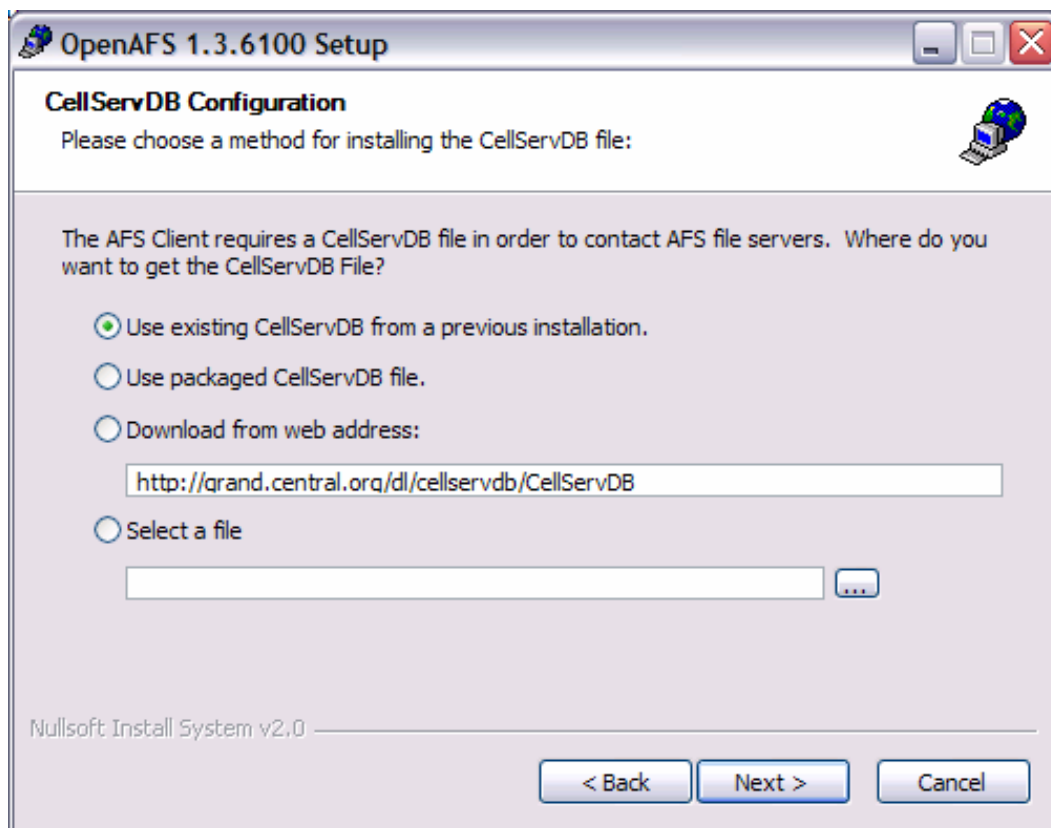 OpenAFS 1.3.6100 Setup
CellServDB Configuration
Please choose a method for installing the CellServDB file:
The AFS Client requires a CellServDB file in order to contact AFS file servers.  Where do you
want to get the CellServDB File?
Use existing CellServDB from a previous installation.
Use packaged CellServDB file.
Download from web address:
http://grand.central.org/dl/cellservdb/CellServDB
Select a file
...
Nullsoft Install System v2.0
< Back
Next >
Cancel